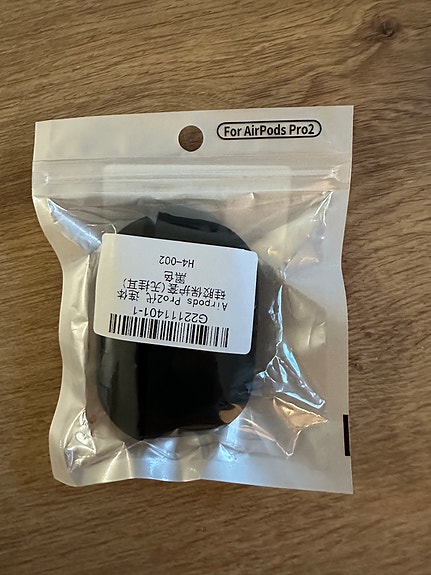 For AirPods Pro2
G22111401-1
Airpods Pro2代 连体
硅胶保护套(无挂耳)
黑色
H4-002